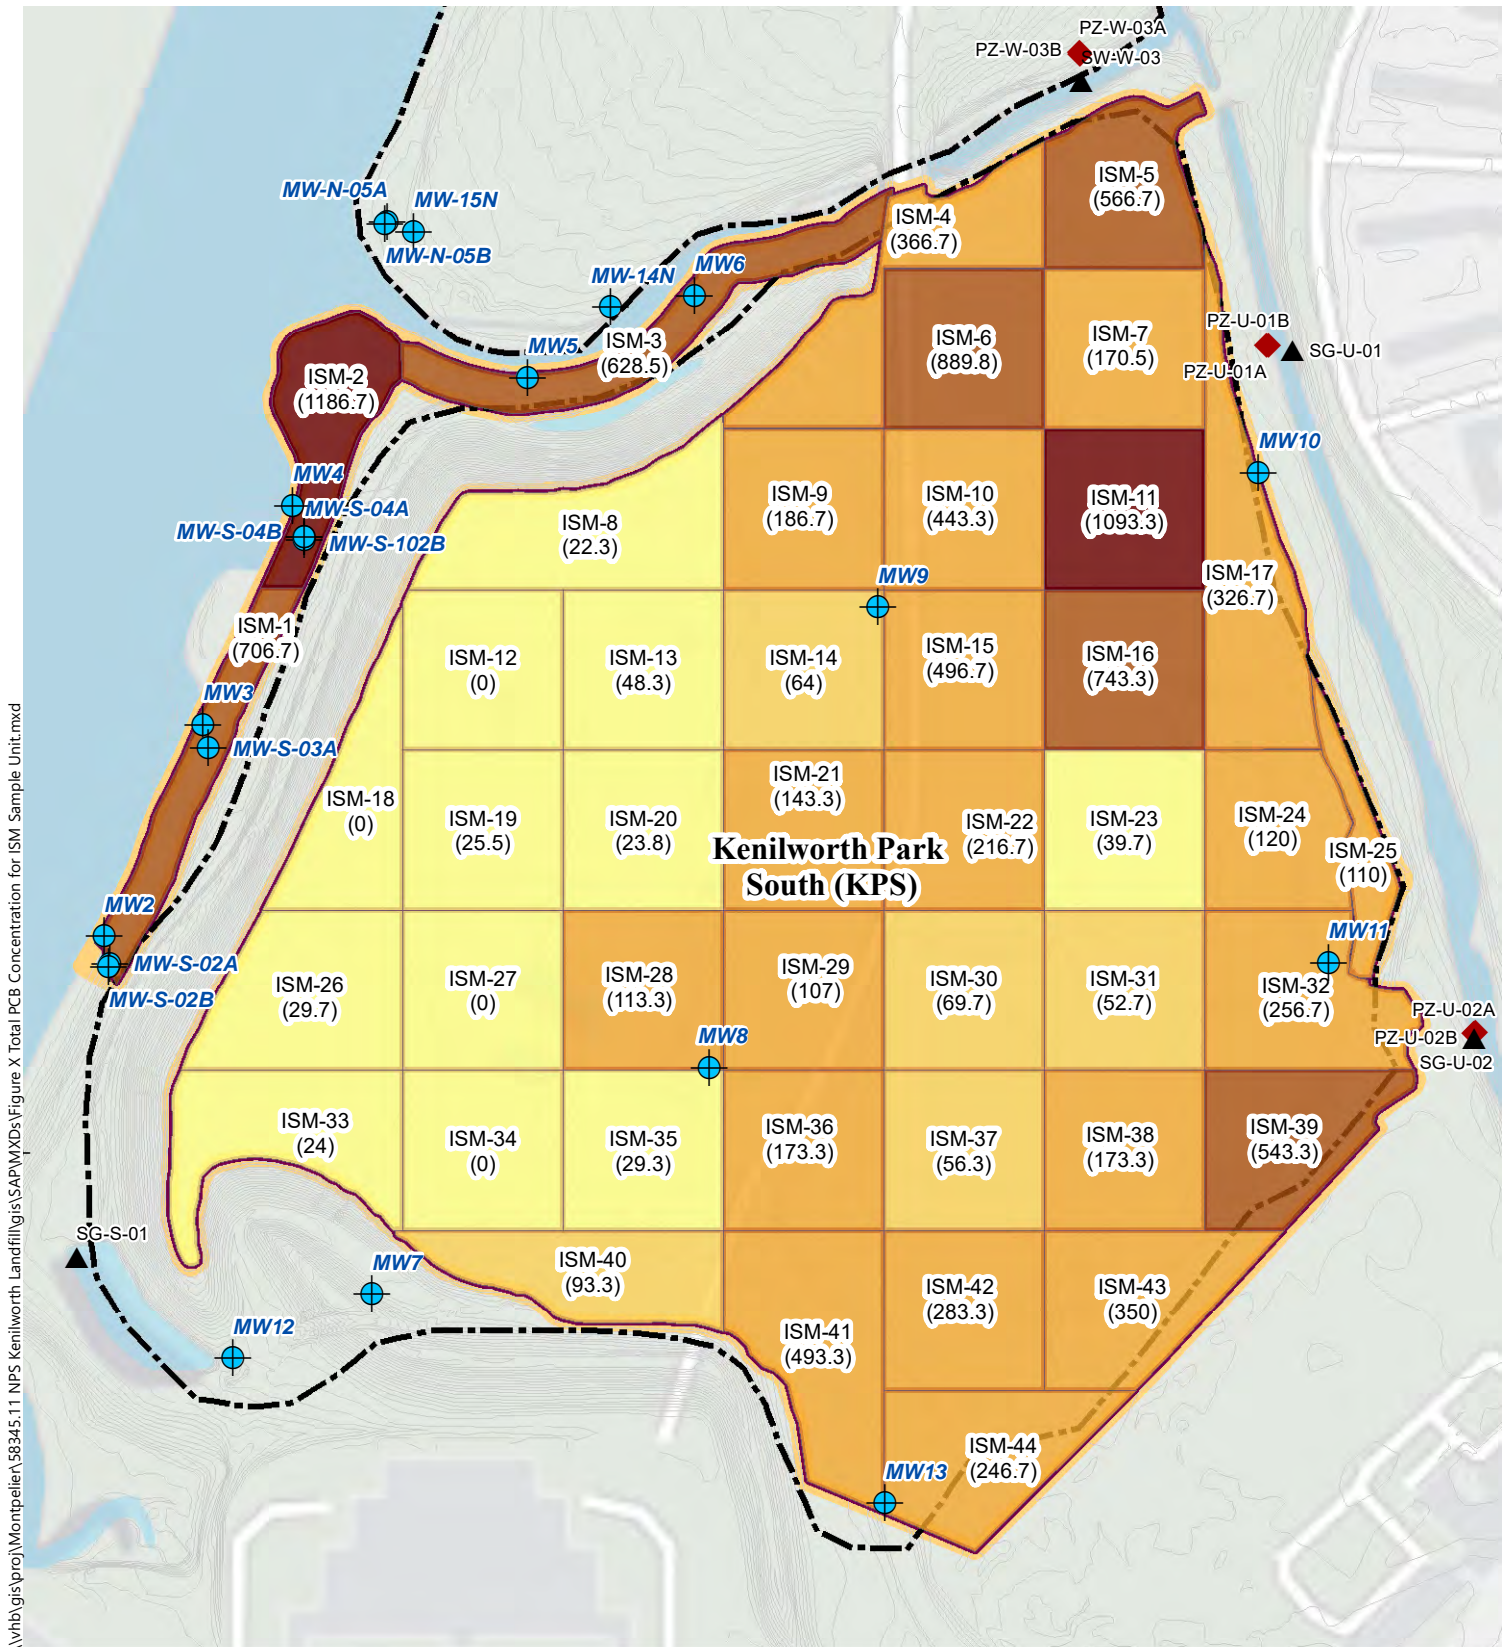 PZ-W-03A
PZ-W-03B
SW-W-03
ISM-5
(566.7)
MW-N-05A
MW-15N
MW-N-05B
ISM-4
(366.7)
MW-14N
MW6
ISM-3
(628.5)
MW5
ISM-6
(889.8)
ISM-7
(170.5)
PZ-U-01B
SG-U-01
PZ-U-01A
ISM-2
(1186.7)
MW10
MW4
MW-S-04A
MW-S-04B
MW-S-102B
ISM-8
(22.3)
ISM-9
(186.7)
ISM-10
(443.3)
ISM-11
(1093.3)
MW9
ISM-17
(326.7)
ISM-1
(706.7)
ISM-12
(0)
ISM-13
(48.3)
ISM-14
(64)
ISM-15
(496.7)
ISM-16
(743.3)
MW3
MW-S-03A
ISM-18
(0)
ISM-19
(25.5)
ISM-20
(23.8)
ISM-21
(143.3)
ISM-22
(216.7)
ISM-23
(39.7)
ISM-24
(120)
ISM-25
(110)
Kenilworth Park
South (KPS)
MW2
MW-S-02A
MW-S-02B
MW11
ISM-26
(29.7)
ISM-27
(0)
ISM-28
(113.3)
ISM-29
(107)
ISM-30
(69.7)
ISM-31
(52.7)
ISM-32
(256.7)
PZ-U-02A
PZ-U-02B
SG-U-02
MW8
ISM-33
(24)
ISM-34
(0)
ISM-35
(29.3)
ISM-36
(173.3)
ISM-37
(56.3)
ISM-38
(173.3)
ISM-39
(543.3)
SG-S-01
MW7
ISM-40
(93.3)
ISM-41
(493.3)
ISM-42
(283.3)
ISM-43
(350)
MW12
ISM-44
(246.7)
MW13
\\vhb\gis\proj\Montpelier\58345.11 NPS Kenilworth Landfill\gis\SAP\MXDs\Figure X Total PCB Concentration for ISM Sample Unit.mxd